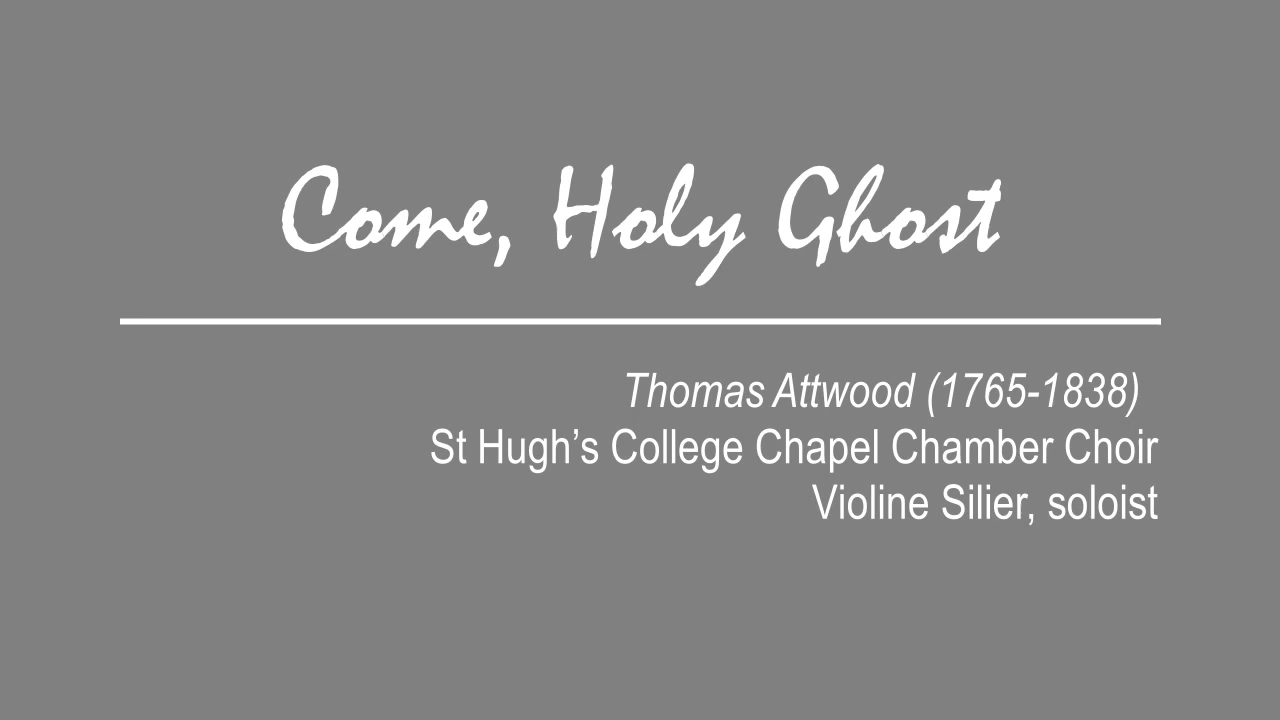 Come, Holy Ghost
Thomas Attwood (1765-1838)
St Hugh’s College Chapel Chamber Choir
Violine Silier, soloist